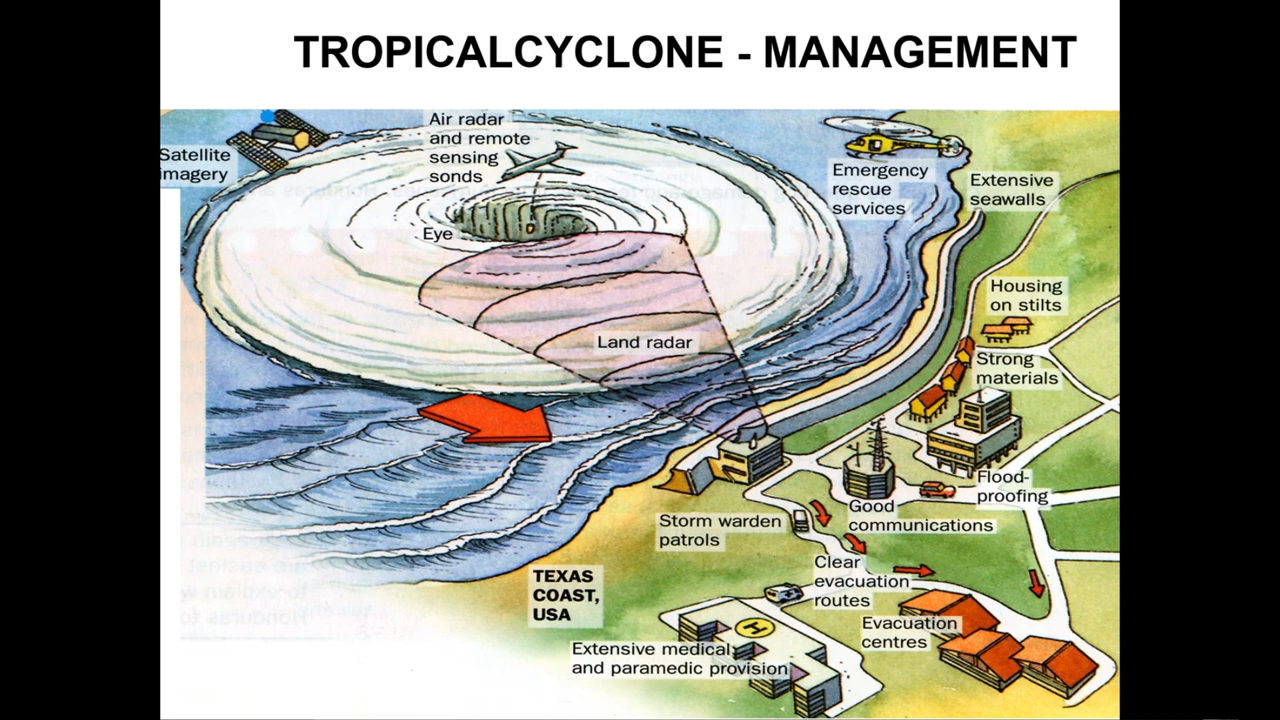 TROPICALCYCLONE - MANAGEMENT
Air radar
and remote
sensing
sonds
Satellite
imagery
Emergency
rescue
services
Extensive
seawalls
Eye
Housing
on stilts
Land radar
Strong
materials
Flood-
proofing
Good
communications
Storm warden
patrols
Clear
evacuation
routes
TEXAS
COAST,
USA
Evacuation
centres
Extensive medical
and paramedic provision
H